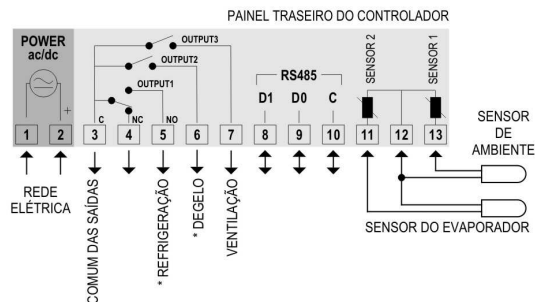 PAINEL TRASEIRO DO CONTROLADOR
POWER
ac/dc
+
OUTPUT3
OUTPUT2
OUTPUT1
C
NC
NO
RS485
D1 D0 C
SENSOR 2
SENSOR 1
1 2 3 4 5 6 7 8 9 10 11 12 13
REDE
ELÉTRICA
COMUM DAS SAÍDAS
* REFRIGERAÇÃO
* DEGELO
VENTILAÇÃO
SENSOR
DE
AMBIENTE
SENSOR DO EVAPORADOR